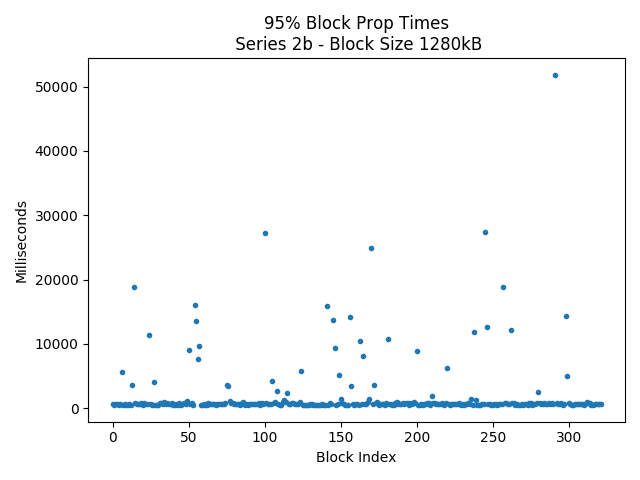 95% Block Prop Times
Series 2b - Block Size 1280kB
50000
40000
30000
20000
10000
0
Milliseconds
0 50 100 150 200 250 300
Block Index